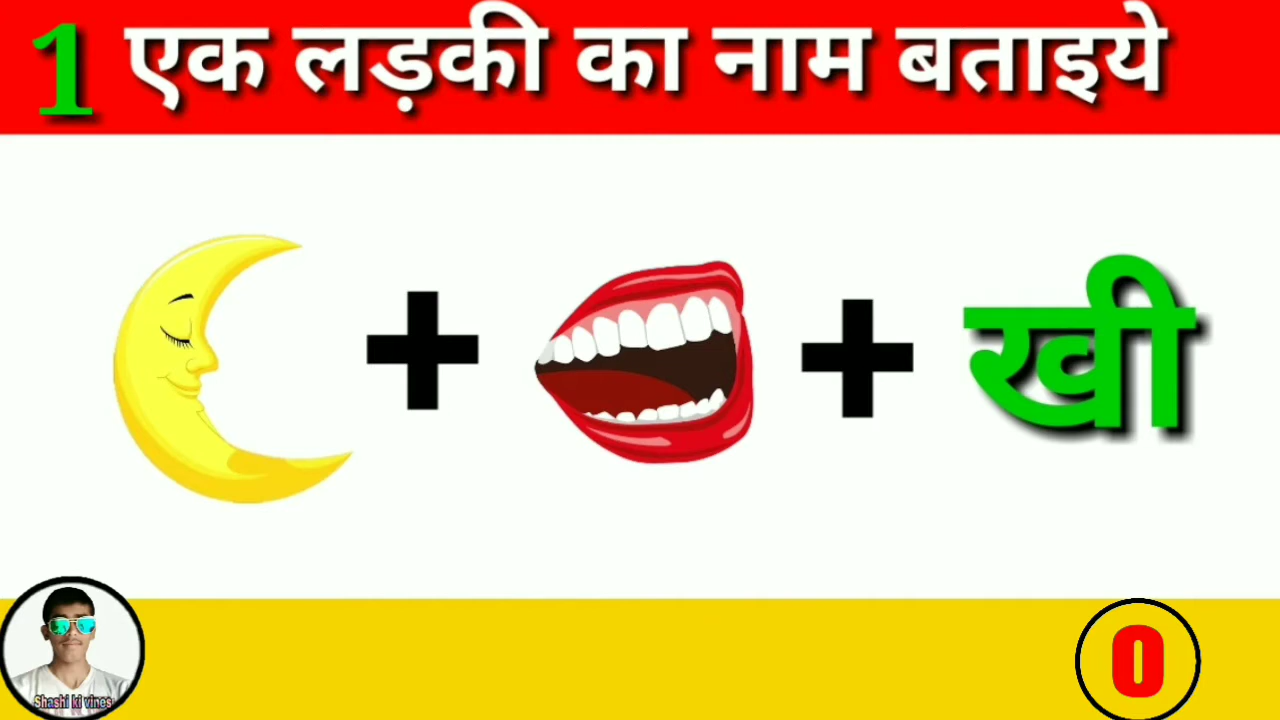 1 एक लड़की का नाम बताइये
+ + खी
Shashi ki vines
0